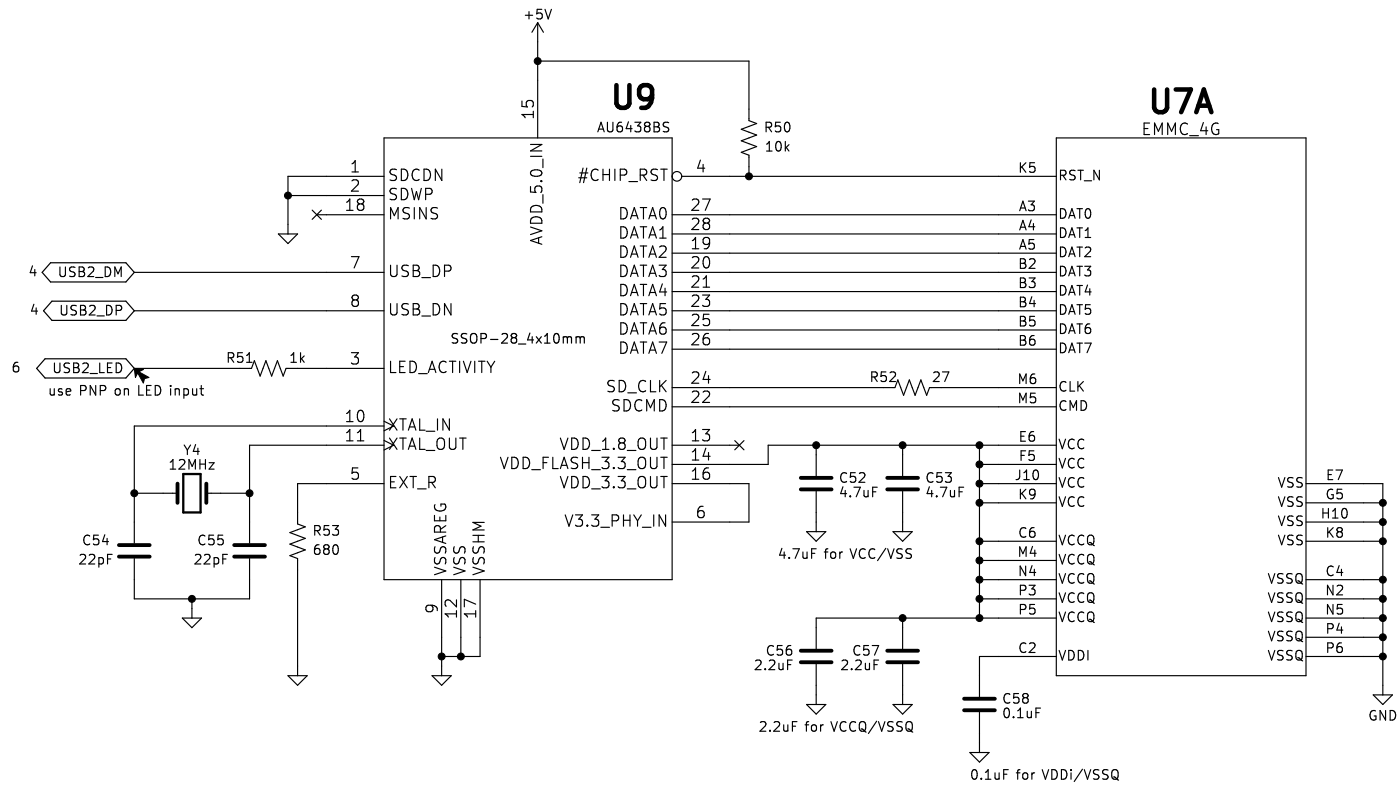 +5V
U9
AU6438BS
15
AVDD_5.0_IN
R50
10k
U7A
EMMC_4G
1 SDCDN
2 SDWP
18 MSINS
4 USB2_DM 7 USB_DP
4 USB2_DP 8 USB_DN
SSOP-28_4x10mm
6 USB2_LED R51 1k 3 LED_ACTIVITY
use PNP on LED input
10 XTAL_IN
11 XTAL_OUT
Y4
12MHz
5 EXT_R
C54
22pF
C55
22pF
R53
680
VSSAREG
VSS
VSSHM
9
12
17
#CHIP_RST 4 K5 RST_N
DATA0 27 A3 DAT0
DATA1 28 A4 DAT1
DATA2 19 A5 DAT2
DATA3 20 B2 DAT3
DATA4 21 B3 DAT4
DATA5 23 B4 DAT5
DATA6 25 B5 DAT6
DATA7 26 B6 DAT7
SD_CLK 24 R52 27 M6 CLK
SDCMD 22 M5 CMD
VDD_1.8_OUT 13 E6 VCC
VDD_FLASH_3.3_OUT 14 F5 VCC
VDD_3.3_OUT 16 J10 VCC
K9 VCC
V3.3_PHY_IN 6
C52
4.7uF
C53
4.7uF
4.7uF for VCC/VSS
C6 VCCQ
M4 VCCQ
N4 VCCQ
P3 VCCQ
P5 VCCQ
C2 VDDI
C56
2.2uF
C57
2.2uF
2.2uF for VCCQ/VSSQ
C58
0.1uF
0.1uF for VDDi/VSSQ
VSS E7
VSS G5
VSS H10
VSS K8
VSSQ C4
VSSQ N2
VSSQ N5
VSSQ P4
VSSQ P6
GND